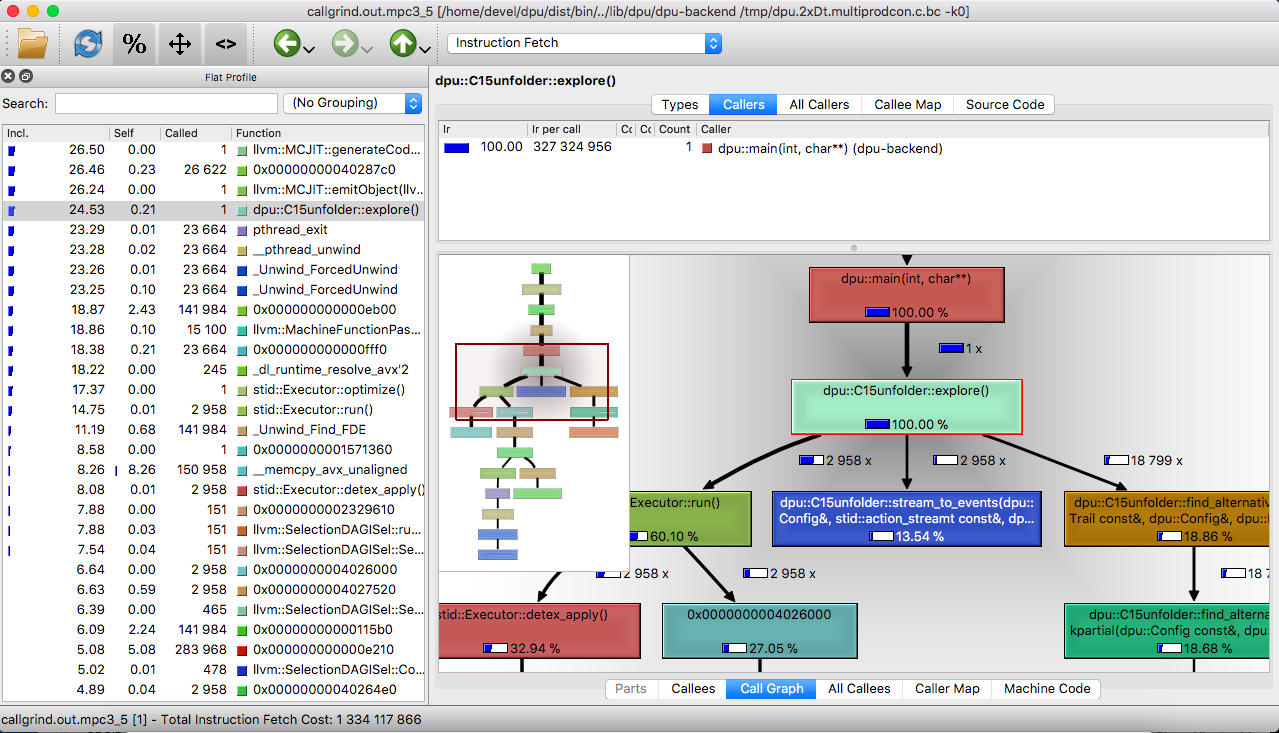 callgrind.out.mpc3_5 [/home/devel/dpu/dist/bin/../lib/dpu/dpu-backend /tmp/dpu.2xDt.multiprodcon.c.bc -k0]
% <> Instruction Fetch
Flat Profile
Search: (No Grouping)
Incl. Self Called Function
26.50 0.00 1 llvm::MCJIT::generateCod...
26.46 0.23 26 622 0x00000000040287c0
26.24 0.00 1 llvm::MCJIT::emitObject(llv...
24.53 0.21 1 dpu::C15unfolder::explore()
23.29 0.01 23 664 pthread_exit
23.28 0.02 23 664 __pthread_unwind
23.26 0.01 23 664 _Unwind_ForcedUnwind
23.25 0.10 23 664 _Unwind_ForcedUnwind
18.87 2.43 141 984 0x000000000000eb00
18.86 0.10 15 100 llvm::MachineFunctionPas...
18.38 0.21 23 664 0x000000000000fff0
18.22 0.00 245 _dl_runtime_resolve_avx'2
17.37 0.00 1 stid::Executor::optimize()
14.75 0.01 2 958 stid::Executor::run()
11.19 0.68 141 984 _Unwind_Find_FDE
8.58 0.00 1 0x0000000001571360
8.26 8.26 150 958 __memcpy_avx_unaligned
8.08 0.01 2 958 stid::Executor::detex_apply()
7.88 0.00 151 0x0000000002329610
7.88 0.03 151 llvm::SelectionDAGISel::ru...
7.54 0.04 151 llvm::SelectionDAGISel::Se...
6.64 0.00 2 958 0x0000000004026000
6.63 0.59 2 958 0x0000000004027520
6.39 0.00 465 llvm::SelectionDAGISel::Se...
6.09 2.24 141 984 0x00000000000115b0
5.08 5.08 283 968 0x000000000000e210
5.02 0.01 478 llvm::SelectionDAGISel::Co...
4.89 0.04 2 958 0x00000000040264e0
dpu::C15unfolder::explore()
Types Callers All Callers Callee Map Source Code
Ir Ir per call Cc Cc Count Caller
100.00 327 324 956 1 dpu::main(int, char**) (dpu-backend)
dpu::main(int, char**)
100.00 %
1 x
dpu::C15unfolder::explore()
100.00 %
2 958 x 2 958 x 18 799 x
Executor::run()
60.10 %
dpu::C15unfolder::stream_to_events(dpu::
Config&, stid::action_streamt const&, dp...
13.54 %
dpu::C15unfolder::find_alternativ
Trail const&, dpu::Config&, dpu::
18.86 %
2 958 x 2 958 x 18 7
stid::Executor::detex_apply()
32.94 %
0x0000000004026000
27.05 %
dpu::C15unfolder::find_alterna
kpartial(dpu::Config const&, dpu
18.68 %
Parts Callees Call Graph All Callees Caller Map Machine Code
callgrind.out.mpc3_5 [1] - Total Instruction Fetch Cost: 1 334 117 866